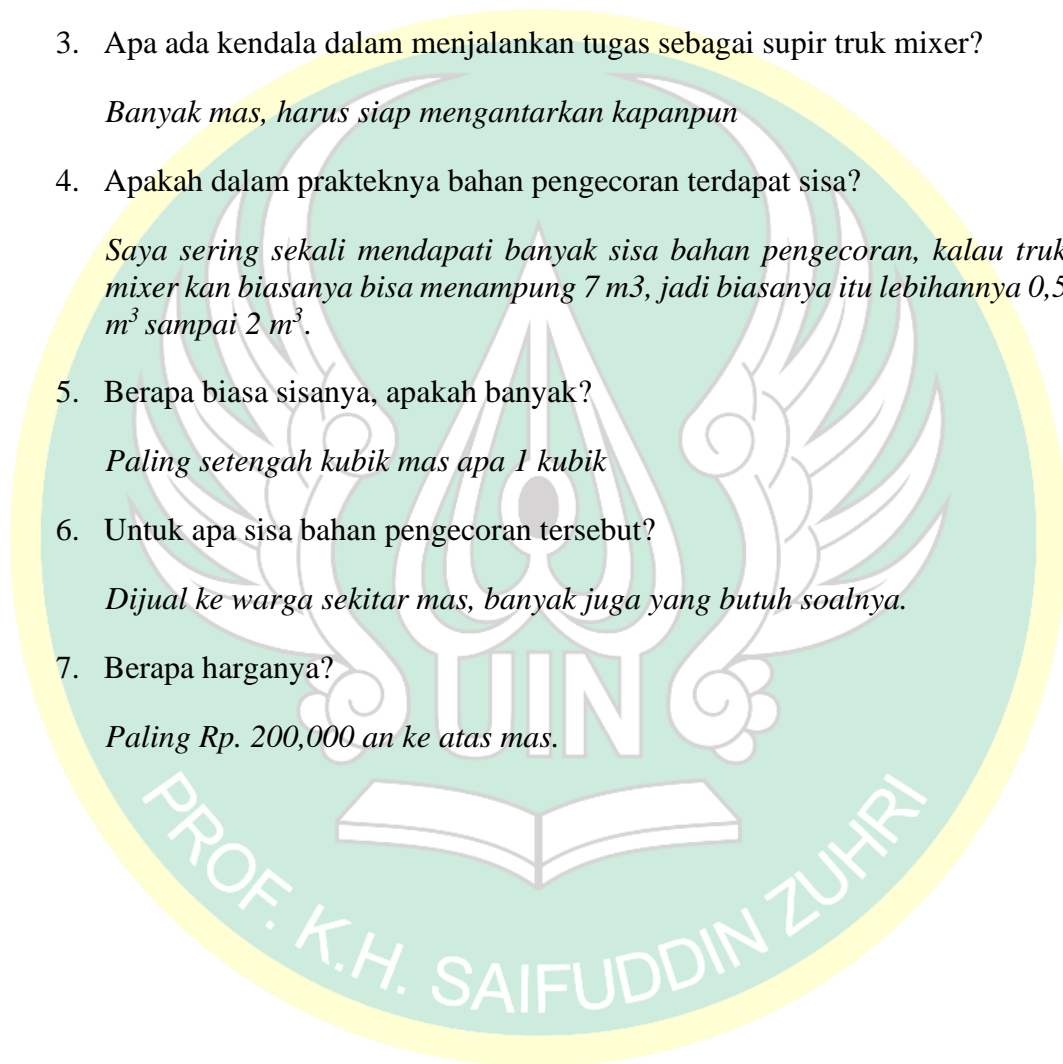 3. Apa ada kendala dalam menjalankan tugas sebagai supir truk mixer?
Banyak mas, harus siap mengantarkan kapanpun
4. Apakah dalam prakteknya bahan pengecoran terdapat sisa?
Saya sering sekali mendapati banyak sisa bahan pengecoran, kalau truk
mixer kan biasanya bisa menampung 7 m3, jadi biasanya itu lebihannya 0,5
m³ sampai 2 m³.
5. Berapa biasa sisanya, apakah banyak?
Paling setengah kubik mas apa 1 kubik
6. Untuk apa sisa bahan pengecoran tersebut?
Dijual ke warga sekitar mas, banyak juga yang butuh soalnya.
7. Berapa harganya?
Paling Rp. 200,000 an ke atas mas.
UIN
PROF. K.H. SAIFUDDIN ZUHRI